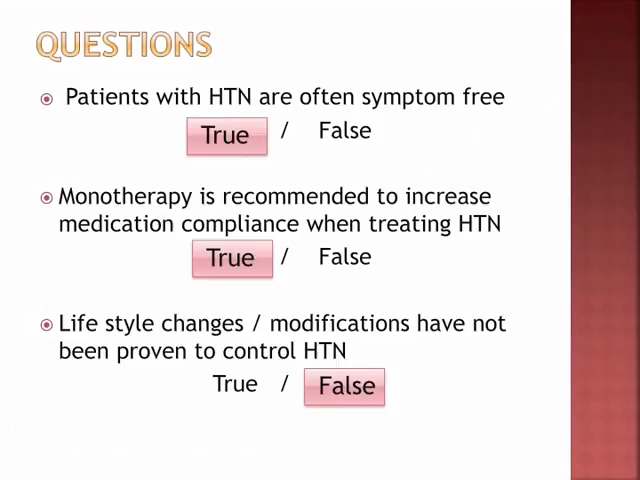 QUESTIONS
Patients with HTN are often symptom free
True / False
Monotherapy is recommended to increase
medication compliance when treating HTN
True / False
Life style changes / modifications have not
been proven to control HTN
True / False